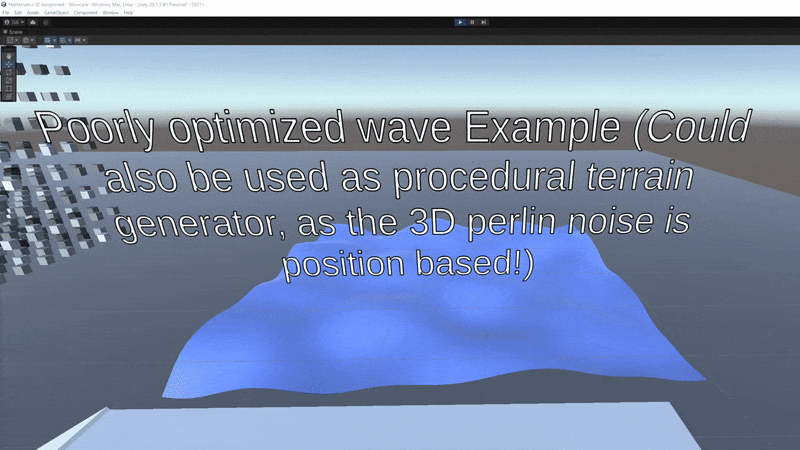 Mathematics 3D Assignment - Showcase - Windows, Mac, Linux - Unity 2021.3.8f1 Personal* <DX11>
File Edit Assets GameObject Component Window Help
Scene
Poorly optimized wave Example (Could
also be used as procedural terrain
generator, as the 3D perlin noise is
position based!)